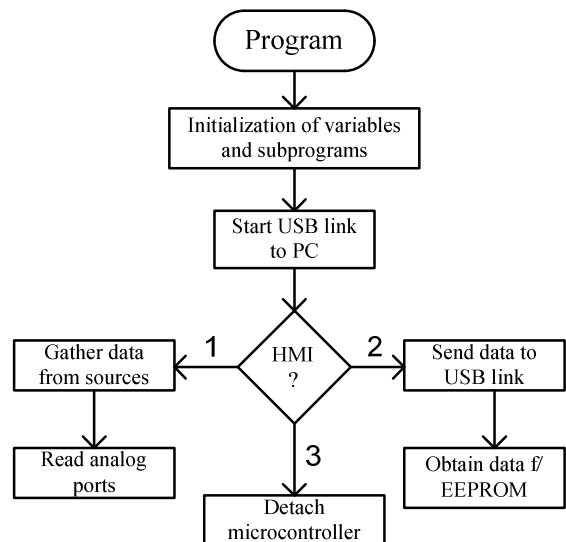 Program
Initialization of variables
and subprograms
Start USB link
to PC
HMI
?
1
2
3
Gather data
from sources
Send data to
USB link
Read analog
ports
Obtain data f/
EEPROM
Detach
microcontroller